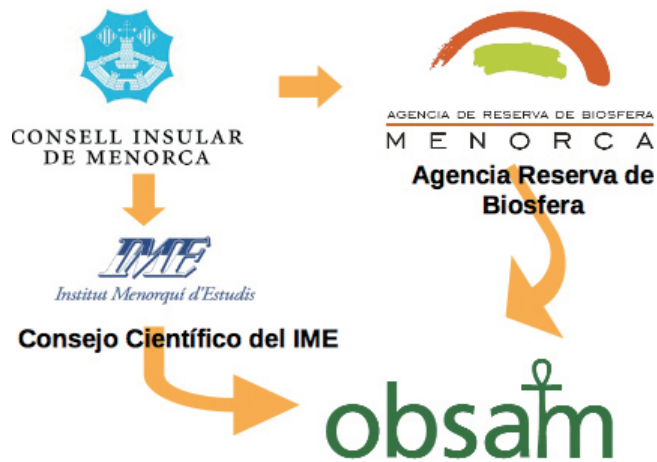 CONSELL INSULAR
DE MENORCA
AGENCIA DE RESERVA DE BIOSFERA
MENORCA
Agencia Reserva de
Biosfera
IME
Institut Menorquí d'Estudis
Consejo Científico del IME
obsam